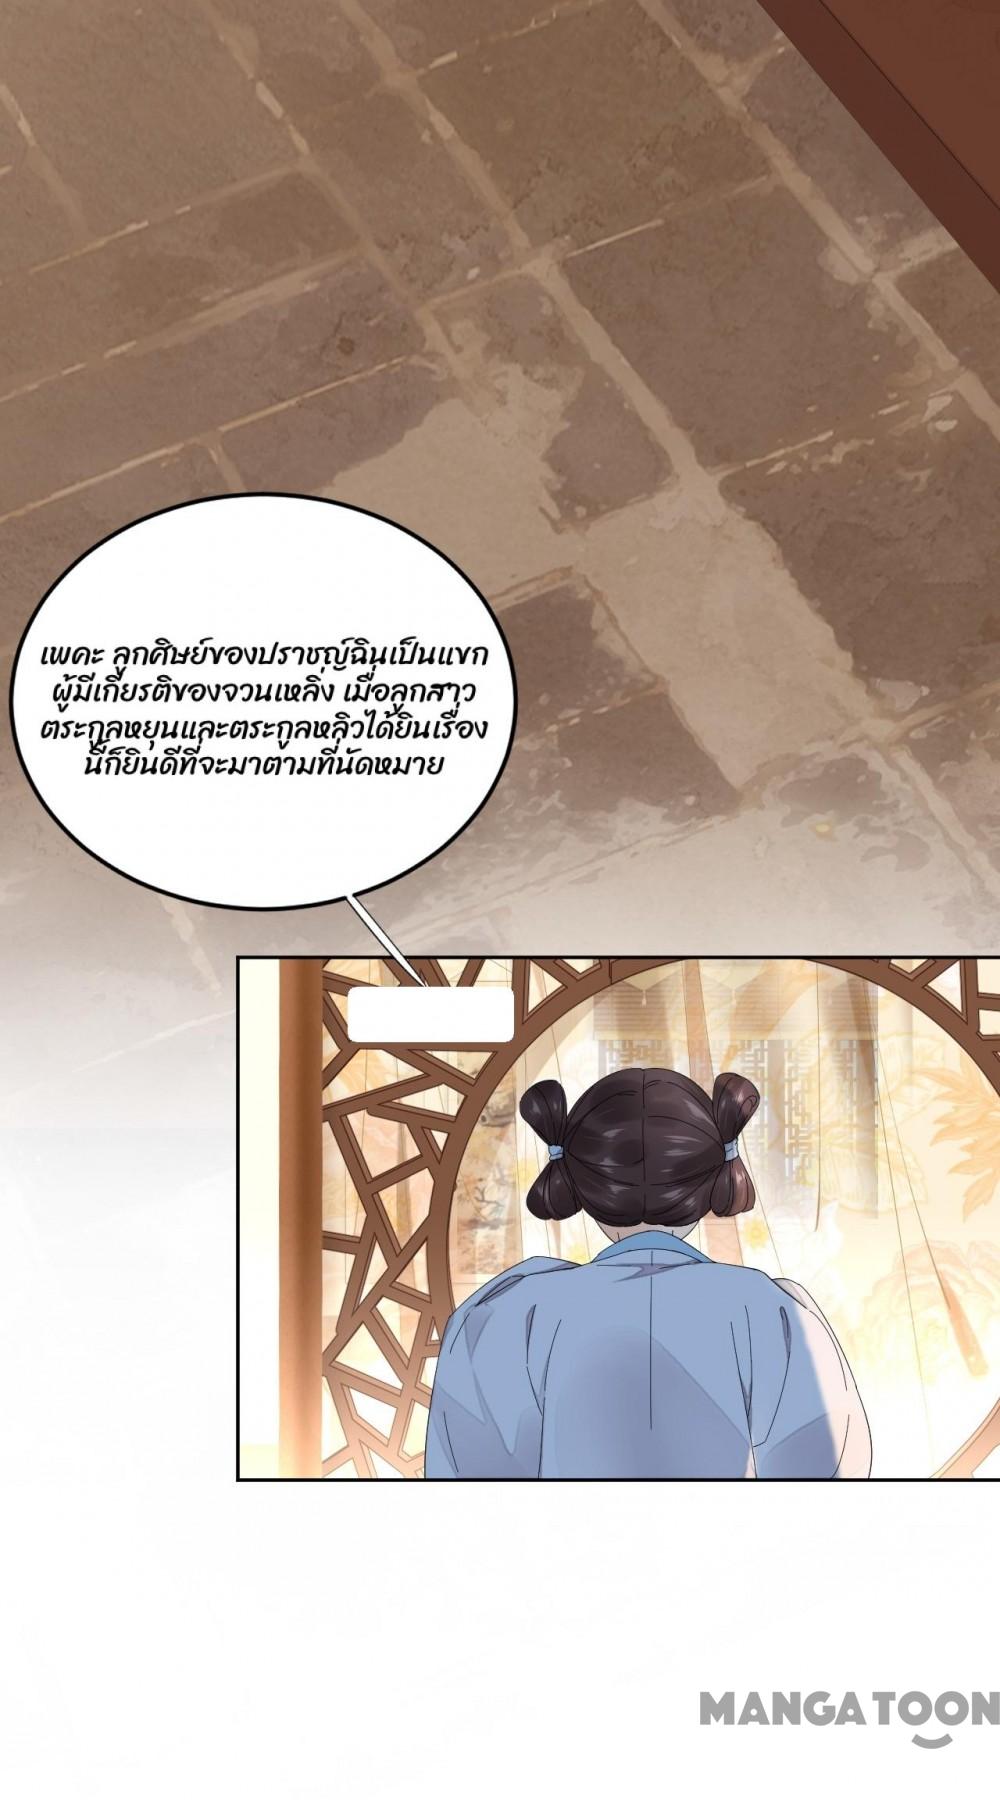 เพคะ ลูกศิษย์ของปราชญ์ฉินเป็นแขก
ผู้มีเกียรติของจวนเหลิ่ง เมื่อลูกสาว
ตระกูลหยุนและตระกูลหลิวได้ยินเรื่อง
นี้ก็ยินดีที่จะมาตามที่นัดหมาย
MANGATOON